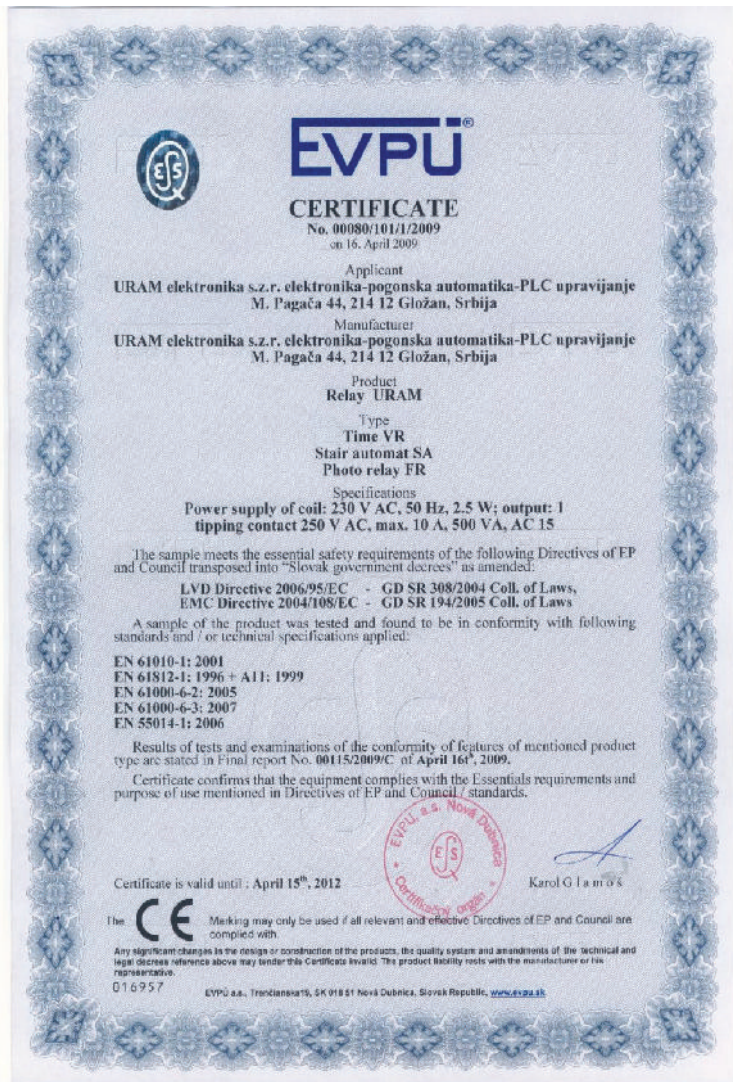 EVPÚ®
ESQ
CERTIFICATE
No. 00080/101/1/2009
on 16. April 2009
Applicant
URAM elektronika s.z.r. elektronika-pogonska automatika-PLC upravijanje
M. Pagača 44, 214 12 Gložan, Srbija
Manufacturer
URAM elektronika s.z.r. elektronika-pogonska automatika-PLC upravijanje
M. Pagača 44, 214 12 Gložan, Srbija
Product
Relay URAM
Type
Time VR
Stair automat SA
Photo relay FR
Specifications
Power supply of coil: 230 V AC, 50 Hz, 2.5 W; output: 1
tipping contact 250 V AC, max. 10 A, 500 VA, AC 15
The sample meets the essential safety requirements of the following Directives of EP
and Council transposed into “Slovak government decrees” as amended:
LVD Directive 2006/95/EC - GD SR 308/2004 Coll. of Laws,
EMC Directive 2004/108/EC - GD SR 194/2005 Coll. of Laws
A sample of the product was tested and found to be in conformity with following
standards and / or technical specifications applied:
EN 61010-1: 2001
EN 61812-1: 1996 + A11: 1999
EN 61000-6-2: 2005
EN 61000-6-3: 2007
EN 55014-1: 2006
Results of tests and examinations of the conformity of features of mentioned product
type are stated in Final report No. 00115/2009/C of April 16th, 2009.
Certificate confirms that the equipment complies with the Essentials requirements and
purpose of use mentioned in Directives of EP and Council / standards.
EVPÚ, a.s. Nová Dubnica
ESQ
Certifikačný orgán
Certificate is valid until : April 15th, 2012
Karol Glamoš
The CE Marking may only be used if all relevant and effective Directives of EP and Council are
complied with.
Any significant changes in the design or construction of the products, the quality system and amendments of the technical and
legal decrees reference above may render this Certificate invalid. The product liability rests with the manufacturer or his
representative.
016957
EVPÚ a.s., Trenčianska 19, SK 018 51 Nová Dubnica, Slovak Republic, www.evpu.sk